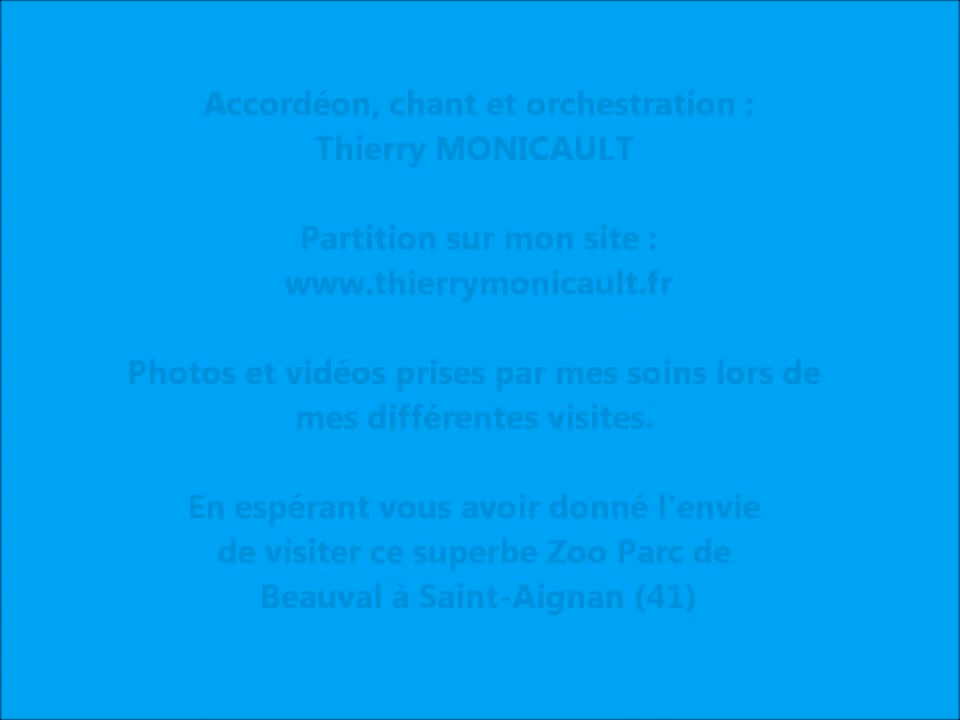 Accordéon, chant et orchestration :
Thierry MONICAULT
Partition sur mon site :
www.thierrymonicault.fr
Photos et vidéos prises par mes soins lors de
mes différentes visites.
En espérant vous avoir donné l'envie
de visiter ce superbe Zoo Parc de
Beauval à Saint-Aignan (41)